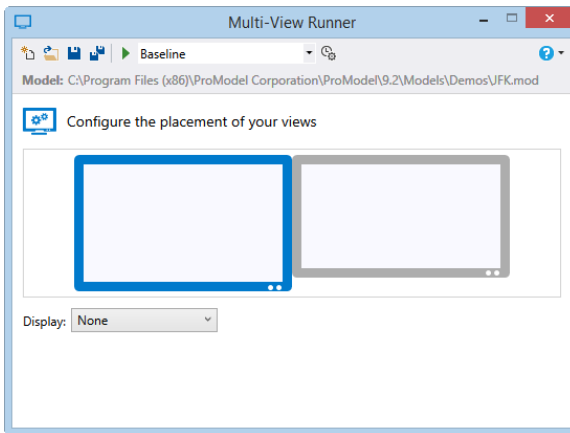 Multi-View Runner
Baseline
Model: C:\Program Files (x86)\ProModel Corporation\ProModel\9.2\Models\Demos\JFK.mod
Configure the placement of your views
Display: None